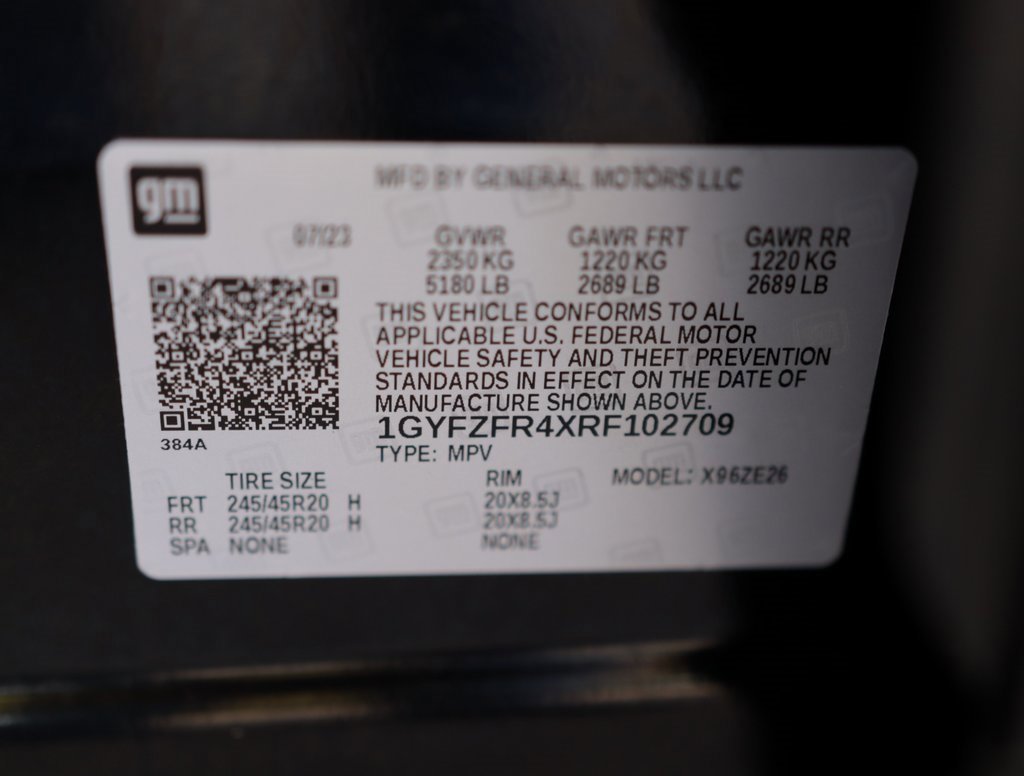 gm
MFD BY GENERAL MOTORS LLC
07/23 GVWR GAWR FRT GAWR RR
2350 KG 1220 KG 1220 KG
5180 LB 2689 LB 2689 LB
THIS VEHICLE CONFORMS TO ALL
APPLICABLE U.S. FEDERAL MOTOR
VEHICLE SAFETY AND THEFT PREVENTION
STANDARDS IN EFFECT ON THE DATE OF
MANUFACTURE SHOWN ABOVE.
1GYFZFR4XRF102709
384A
TYPE: MPV
TIRE SIZE RIM MODEL: X96ZE26
FRT 245/45R20 H 20X8.5J
RR 245/45R20 H 20X8.5J
SPA NONE NONE